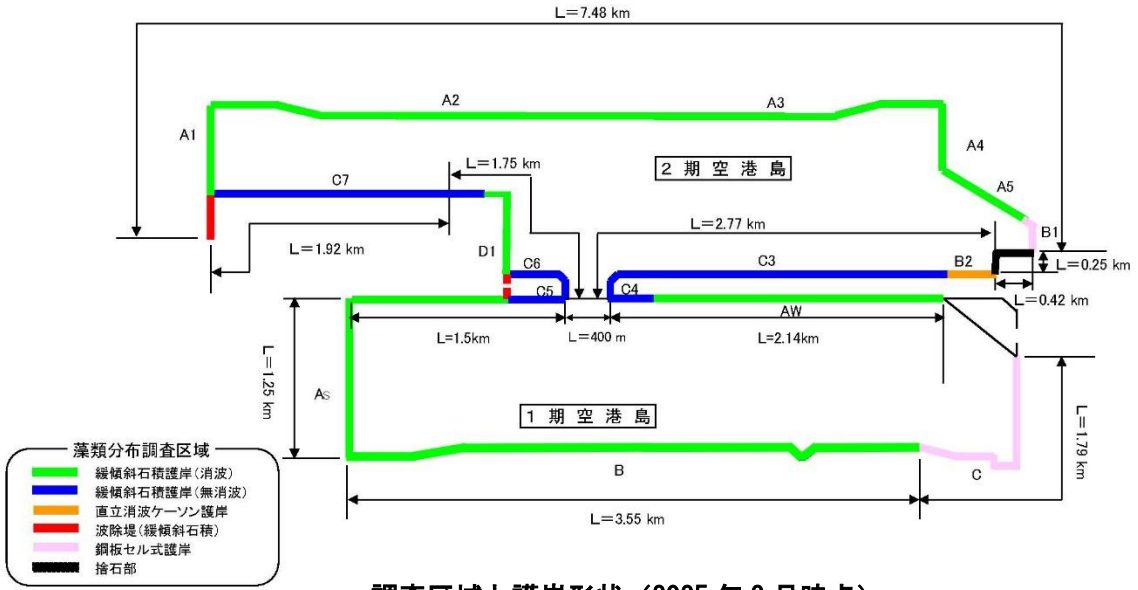 L=7.48 km
A2
A3
A1
A4
2 期 空 港 島
L=1.75 km
C7
A5
L=2.77 km
B1
L=1.92 km
D1
C6
C3
B2
L=0.25 km
C5
C4
L=0.42 km
AW
L=1.5km
L=400 m
L=2.14km
L=1.25 km
AS
1 期 空 港 島
L=1.79 km
B
C
L=3.55 km
藻類分布調査区域
緩傾斜石積護岸(消波)
緩傾斜石積護岸(無消波)
直立消波ケーソン護岸
波除堤(緩傾斜石積)
鋼板セル式護岸
捨石部